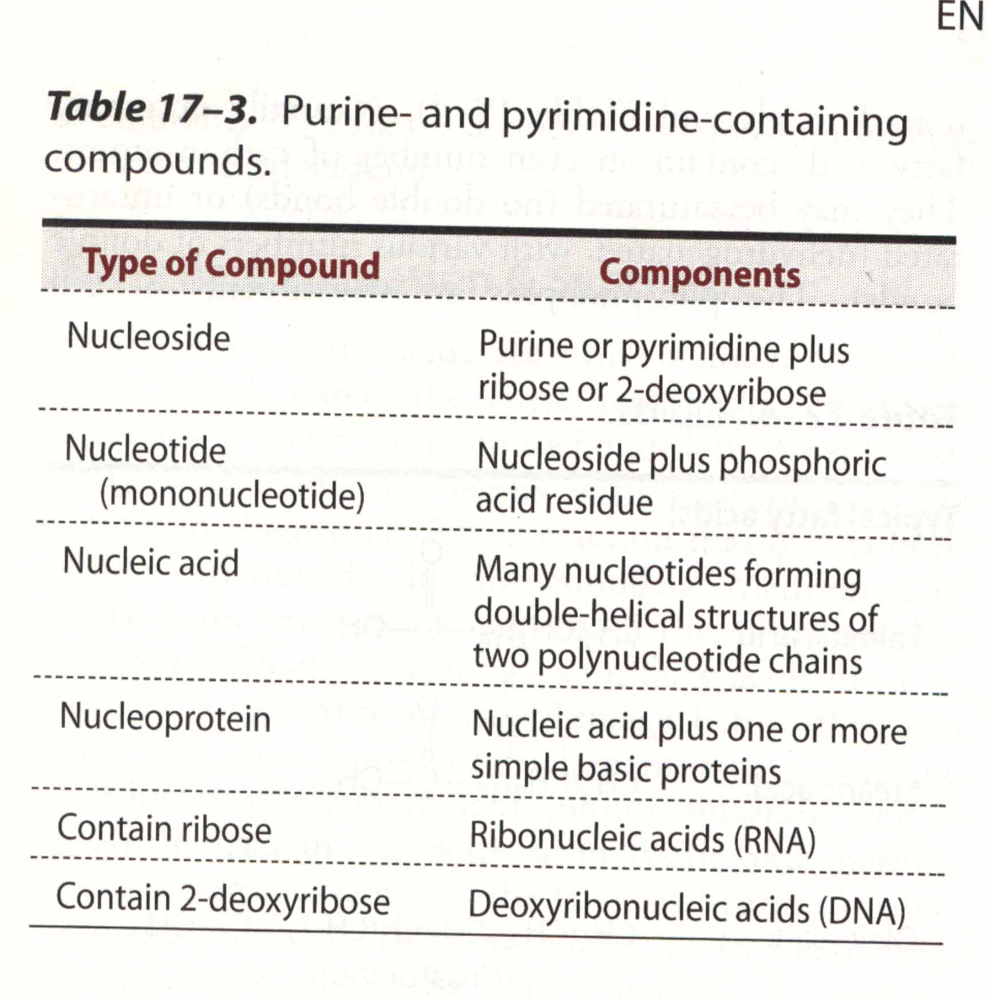 EN
Table 17–3. Purine- and pyrimidine-containing
compounds.
Type of Compound Components
Nucleoside Purine or pyrimidine plus
ribose or 2-deoxyribose
Nucleotide Nucleoside plus phosphoric
(mononucleotide) acid residue
Nucleic acid Many nucleotides forming
double-helical structures of
two polynucleotide chains
Nucleoprotein Nucleic acid plus one or more
simple basic proteins
Contain ribose Ribonucleic acids (RNA)
Contain 2-deoxyribose Deoxyribonucleic acids (DNA)